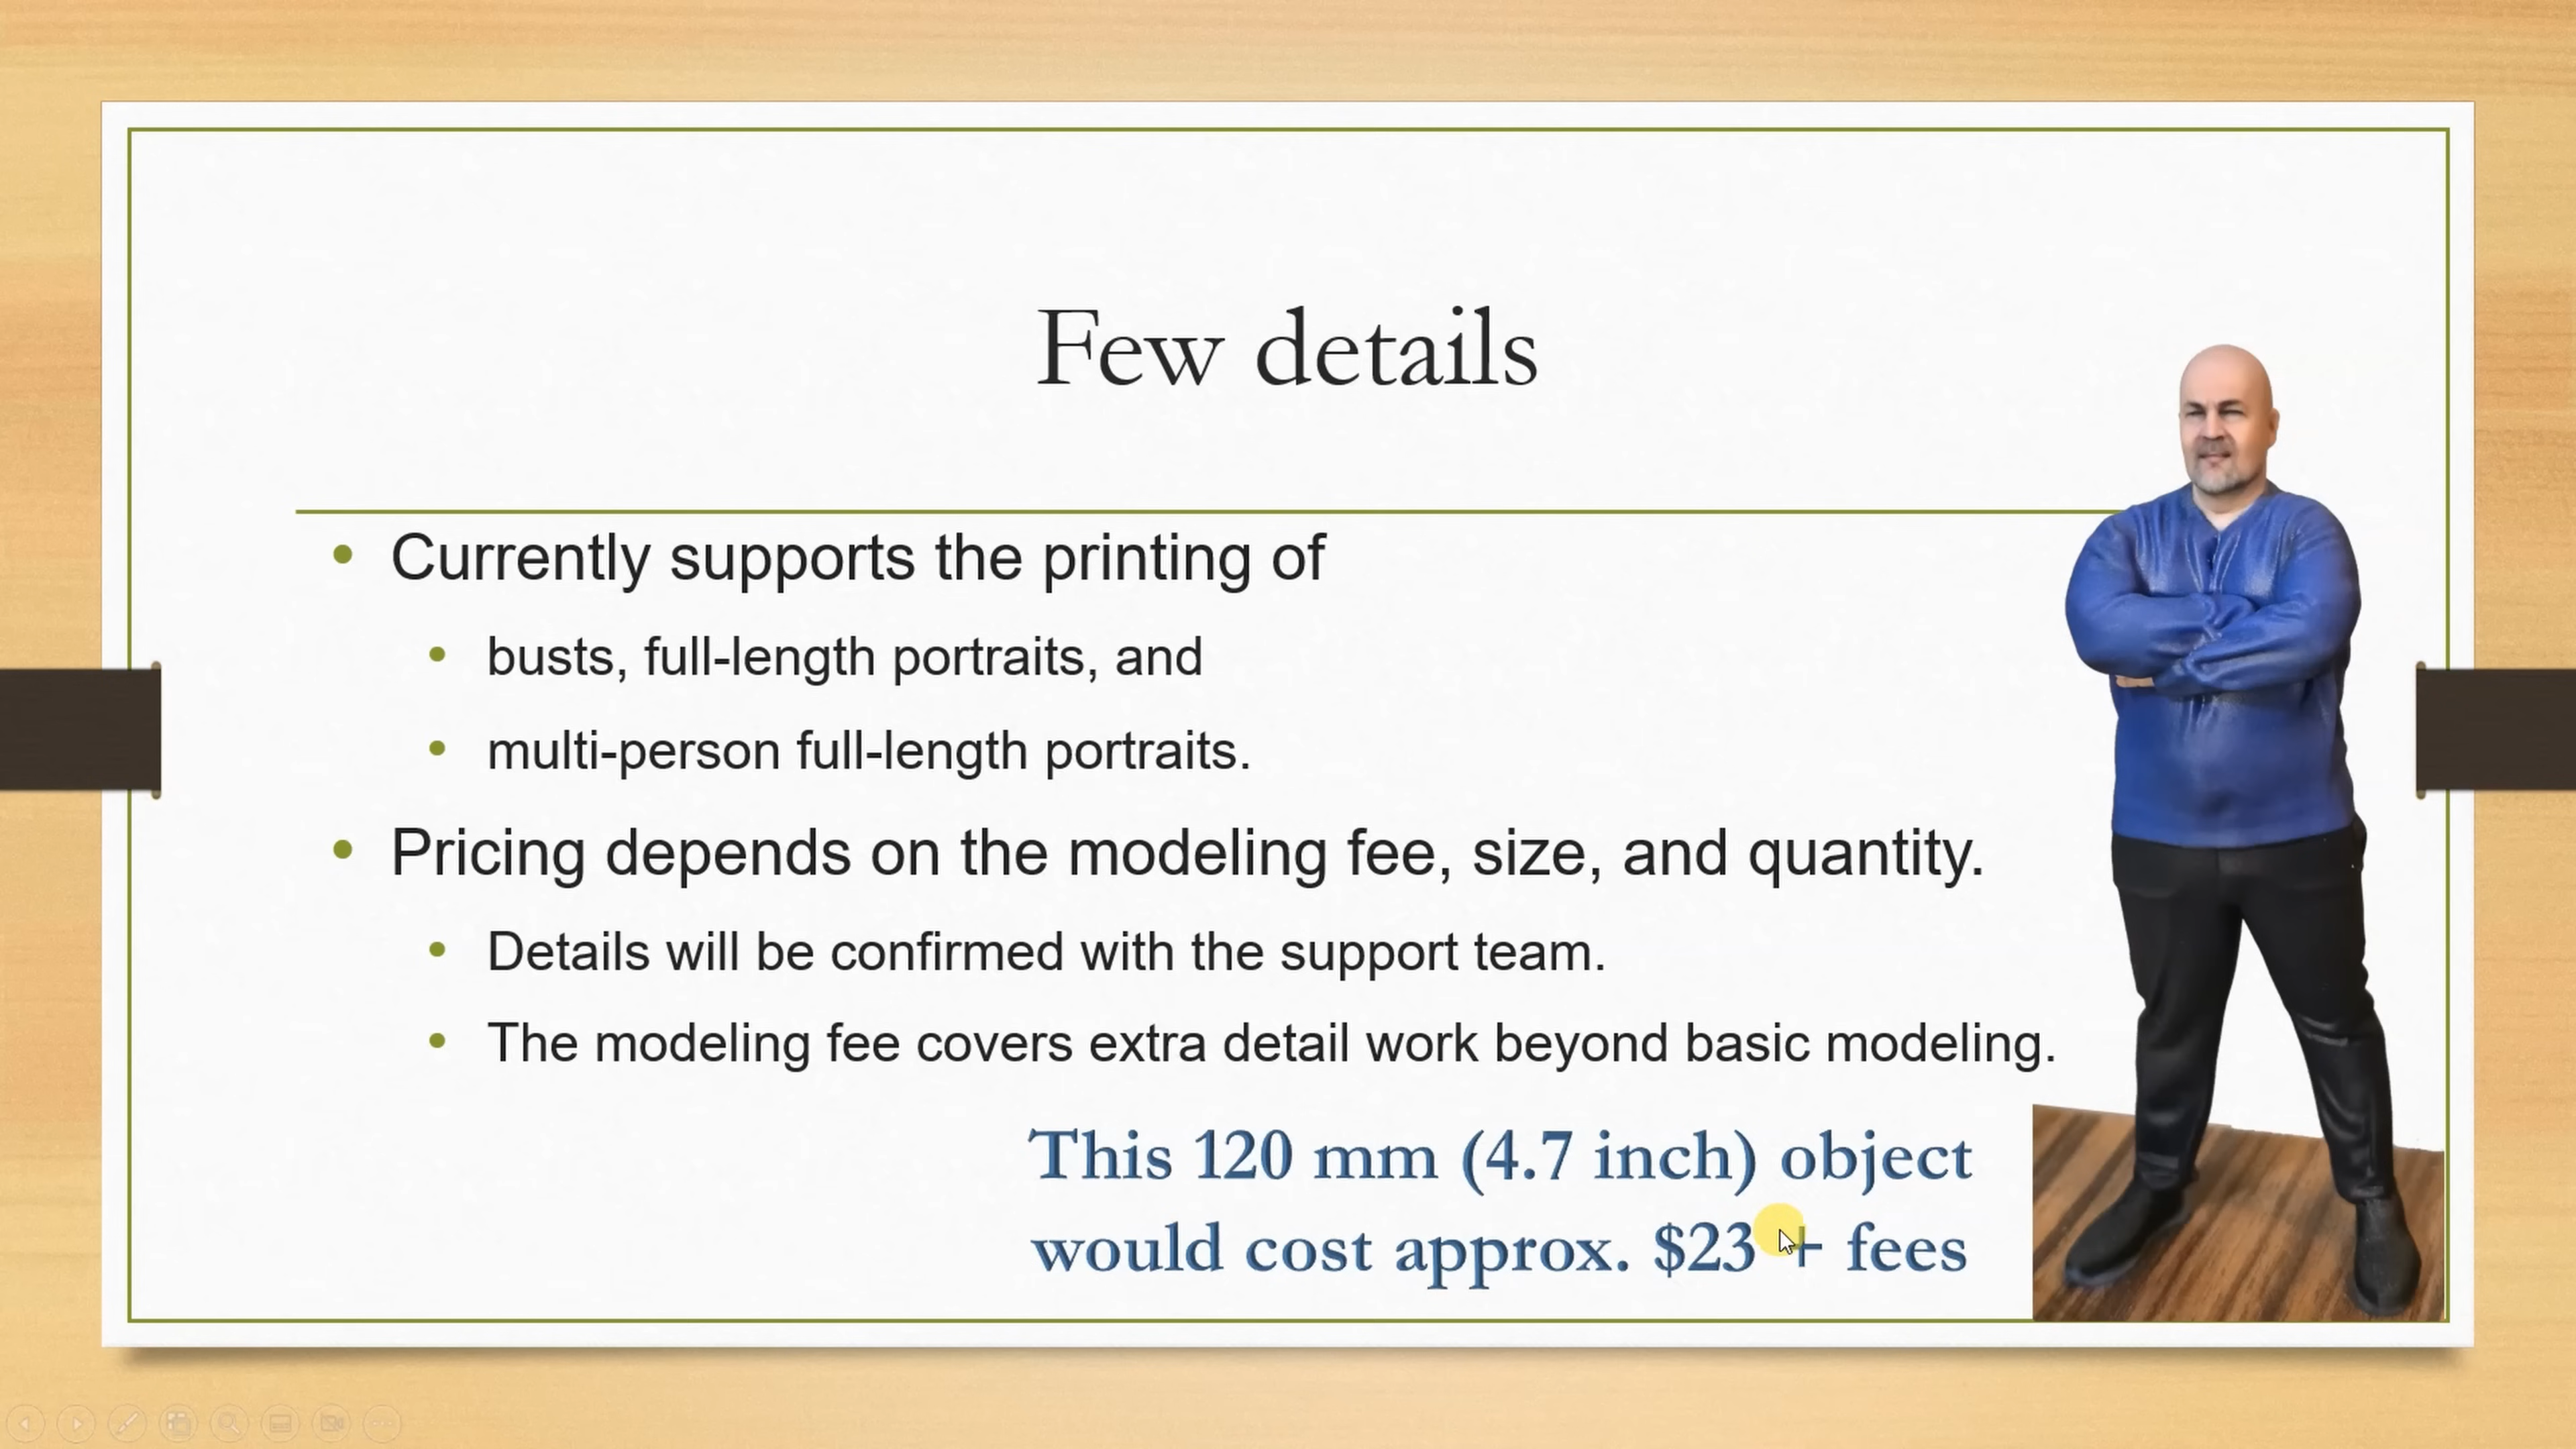 Few details
Currently supports the printing of
busts, full-length portraits, and
multi-person full-length portraits.
Pricing depends on the modeling fee, size, and quantity.
Details will be confirmed with the support team.
The modeling fee covers extra detail work beyond basic modeling.
This 120 mm (4.7 inch) object
would cost approx. $23 + fees